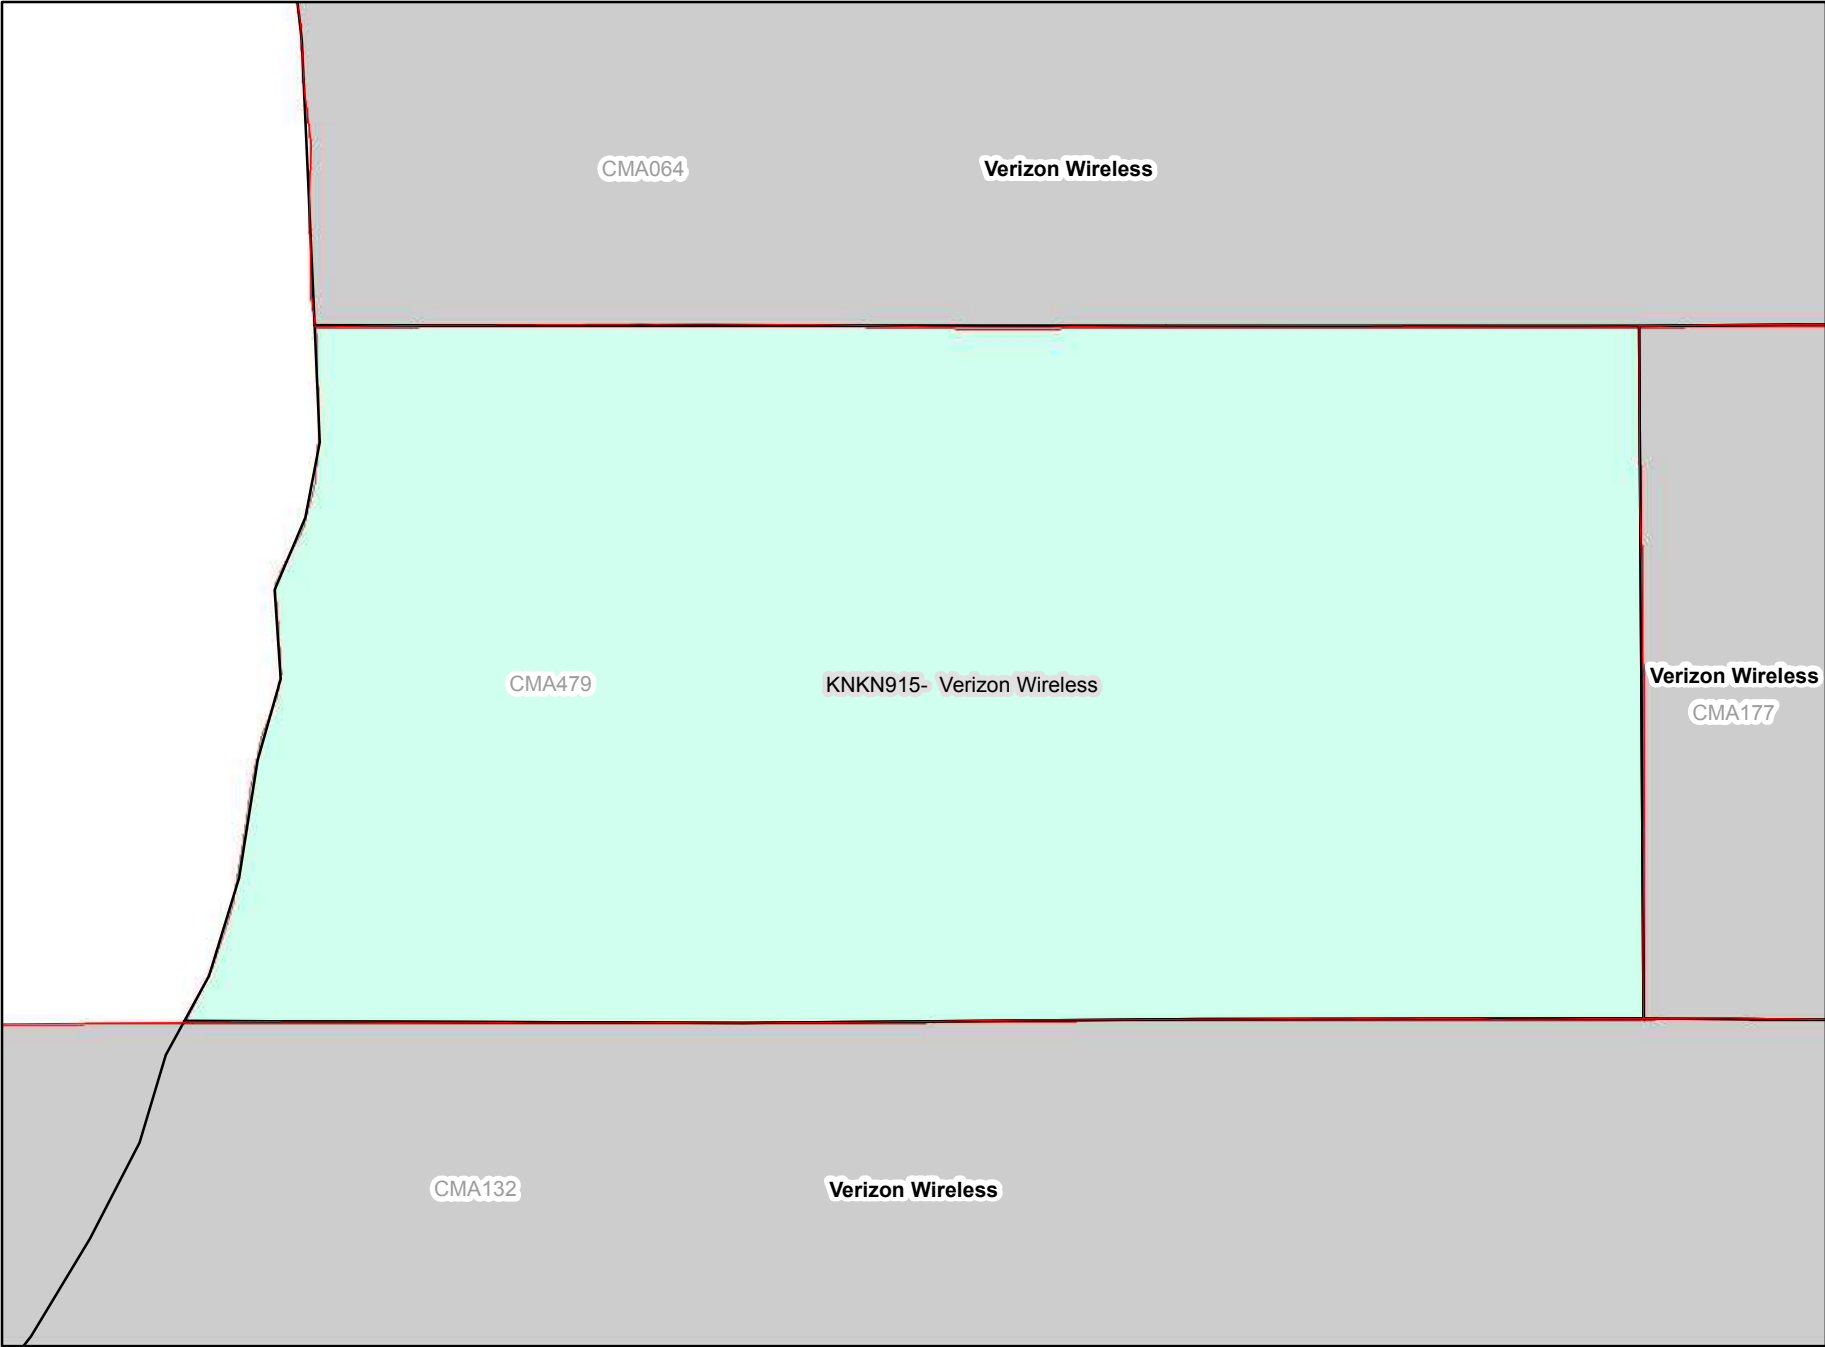 CMA064
Verizon Wireless
CMA479
KNKN915- Verizon Wireless
Verizon Wireless
CMA177
CMA132
Verizon Wireless